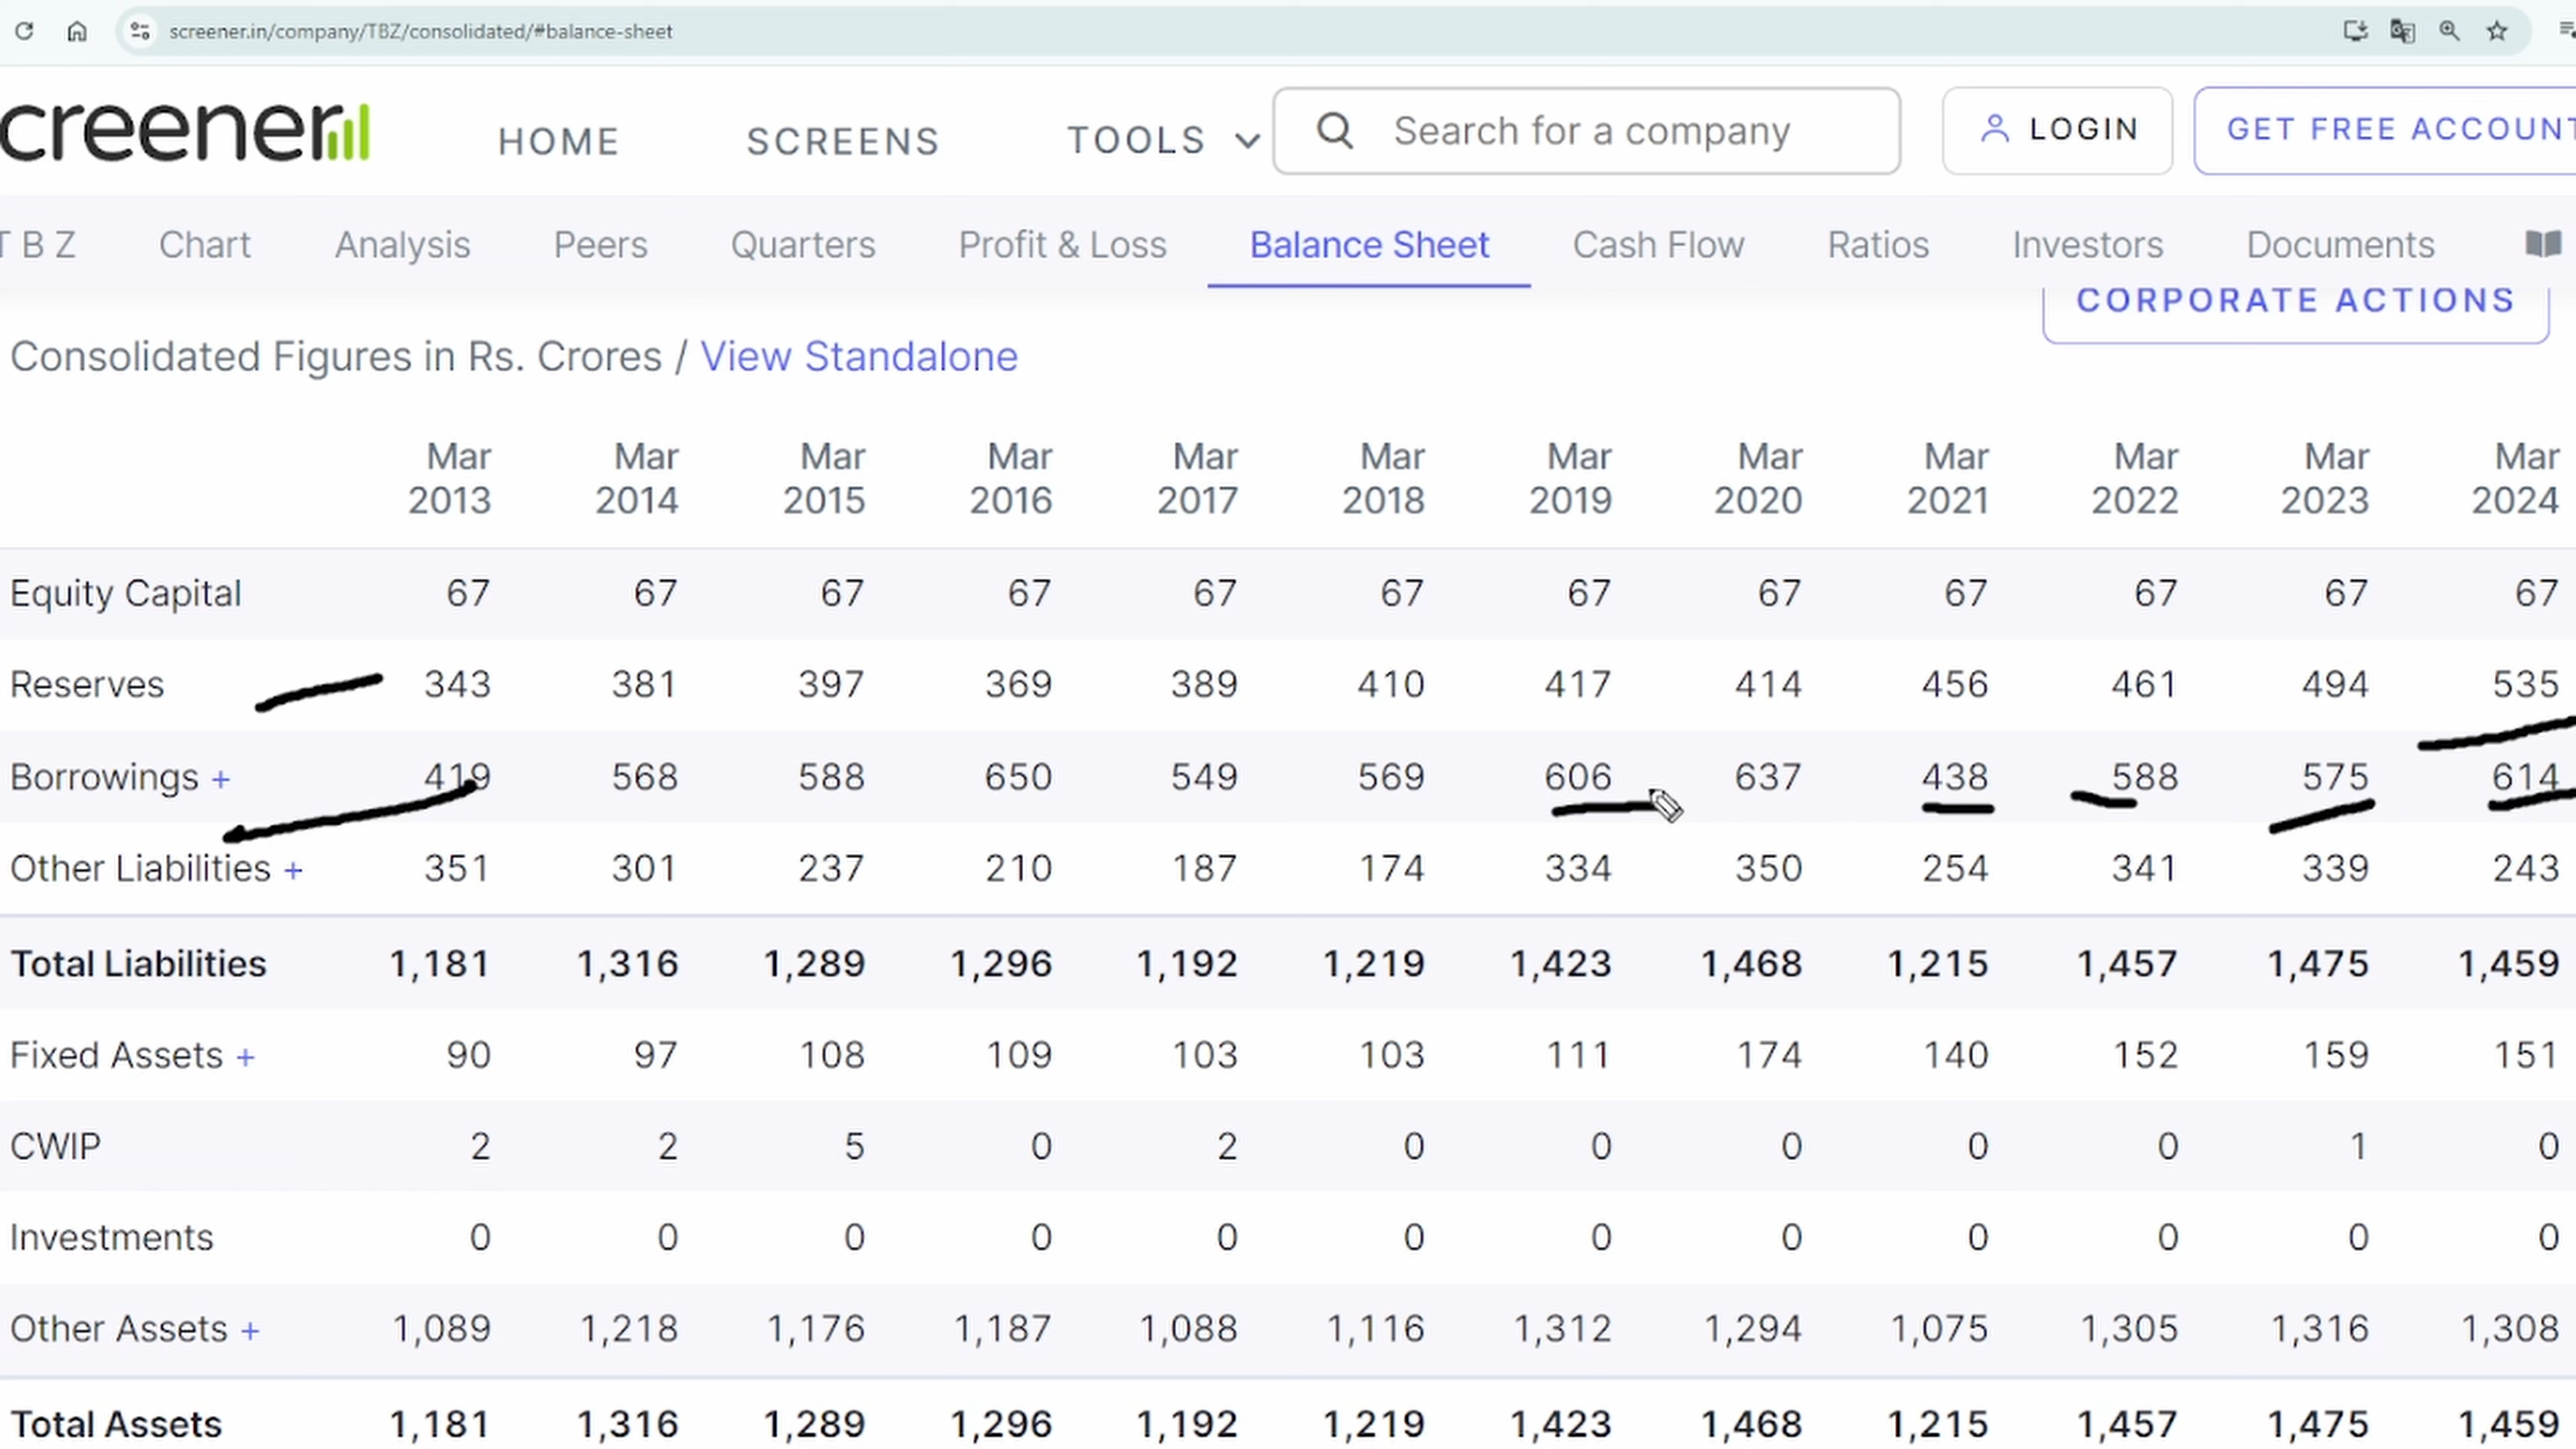 screener.in/company/TBZ/consolidated/#balance-sheet
creener HOME SCREENS TOOLS Search for a company LOGIN GET FREE ACCOUNT
T B Z Chart Analysis Peers Quarters Profit & Loss Balance Sheet Cash Flow Ratios Investors Documents
CORPORATE ACTIONS
Consolidated Figures in Rs. Crores / View Standalone
Mar Mar Mar Mar Mar Mar Mar Mar Mar Mar Mar Mar
2013 2014 2015 2016 2017 2018 2019 2020 2021 2022 2023 2024
Equity Capital 67 67 67 67 67 67 67 67 67 67 67 67
Reserves 343 381 397 369 389 410 417 414 456 461 494 535
Borrowings + 419 568 588 650 549 569 606 637 438 588 575 614
Other Liabilities + 351 301 237 210 187 174 334 350 254 341 339 243
Total Liabilities 1,181 1,316 1,289 1,296 1,192 1,219 1,423 1,468 1,215 1,457 1,475 1,459
Fixed Assets + 90 97 108 109 103 103 111 174 140 152 159 151
CWIP 2 2 5 0 2 0 0 0 0 0 1 0
Investments 0 0 0 0 0 0 0 0 0 0 0 0
Other Assets + 1,089 1,218 1,176 1,187 1,088 1,116 1,312 1,294 1,075 1,305 1,316 1,308
Total Assets 1,181 1,316 1,289 1,296 1,192 1,219 1,423 1,468 1,215 1,457 1,475 1,459